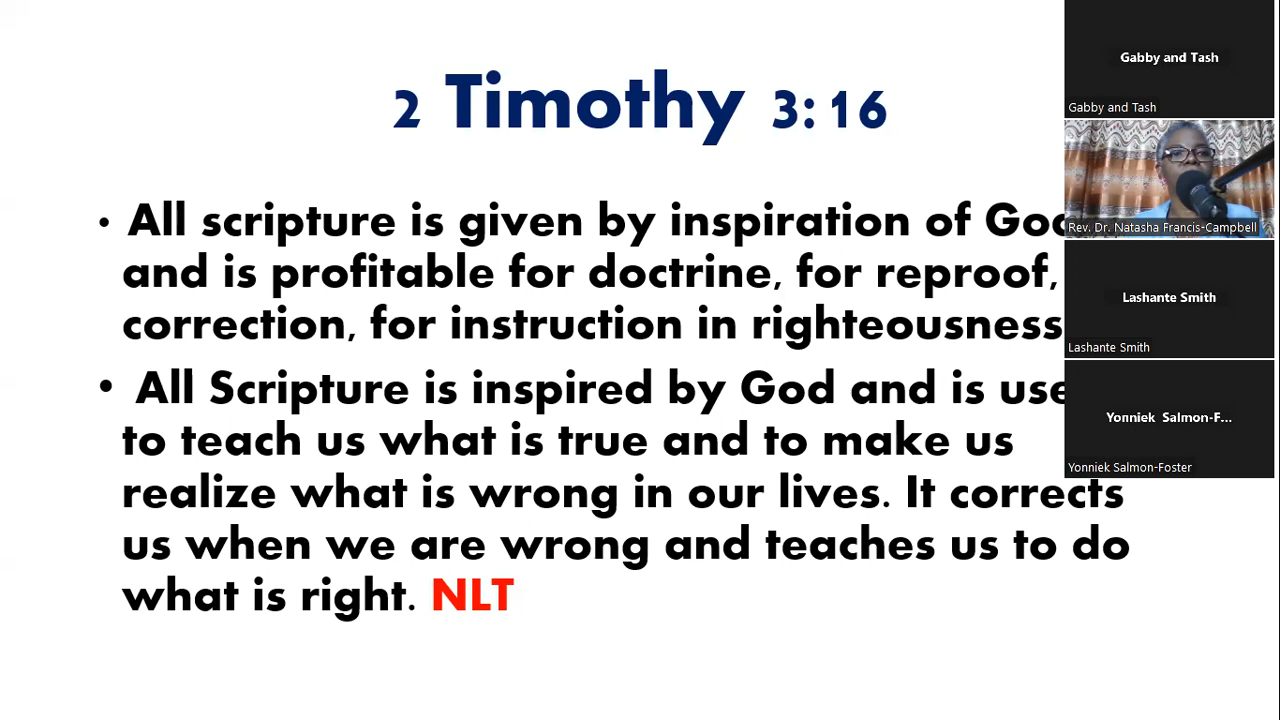 2 Timothy 3:16
• All scripture is given by inspiration of God
and is profitable for doctrine, for reproof,
correction, for instruction in righteousness
• All Scripture is inspired by God and is
to teach us what is true and to make us
realize what is wrong in our lives. It corrects
us when we are wrong and teaches us to do
what is right. NLT
Gabby and Tash
Gabby and Tash
Rev. Dr. Natasha Francis-Campbell
Lashante Smith
Lashante Smith
Yonniek Salmon-F...
Yonniek Salmon-Foster